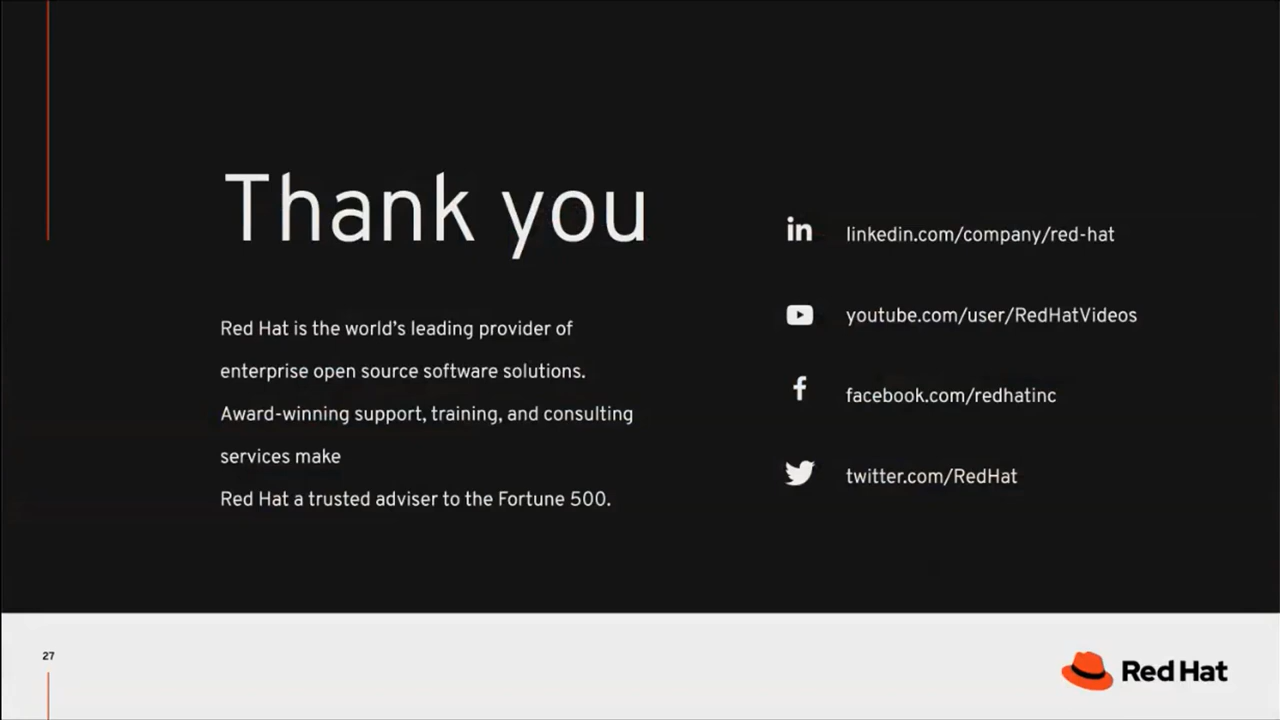 Thank you
Red Hat is the world's leading provider of
enterprise open source software solutions.
Award-winning support, training, and consulting
services make
Red Hat a trusted adviser to the Fortune 500.
in linkedin.com/company/red-hat
youtube.com/user/RedHatVideos
f facebook.com/redhatinc
twitter.com/RedHat
27
Red Hat